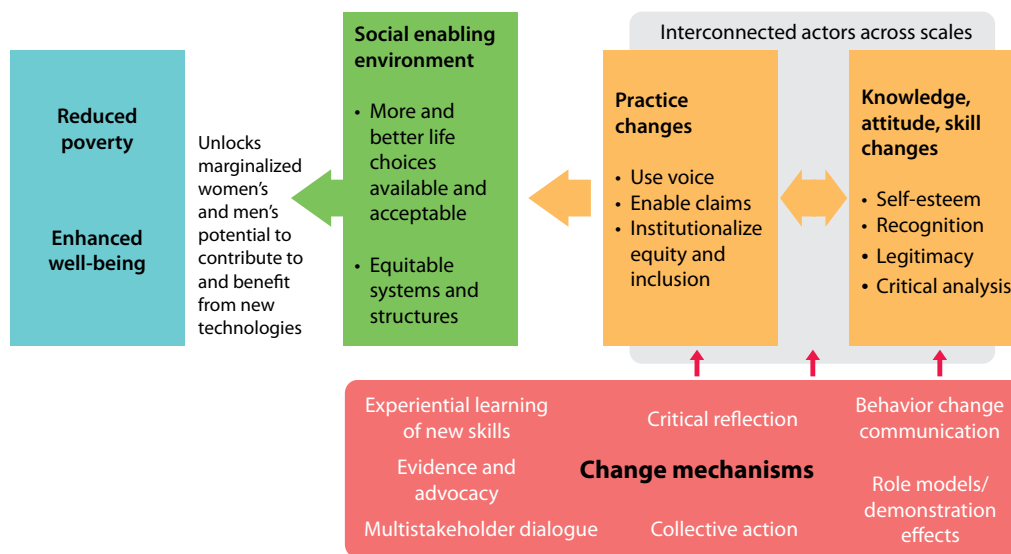 Reduced
poverty
Enhanced
well-being
Unlocks
marginalized
women's
and men's
potential to
contribute to
and benefit
from new
technologies
Social enabling
environment
• More and
better life
choices
available and
acceptable
• Equitable
systems and
structures
Interconnected actors across scales
Practice
changes
• Use voice
• Enable claims
• Institutionalize
equity and
inclusion
Knowledge,
attitude, skill
changes
• Self-esteem
• Recognition
• Legitimacy
• Critical analysis
Experiential learning
of new skills
Critical reflection
Behavior change
communication
Evidence and
advocacy
Change mechanisms
Role models/
demonstration
effects
Multistakeholder dialogue
Collective action